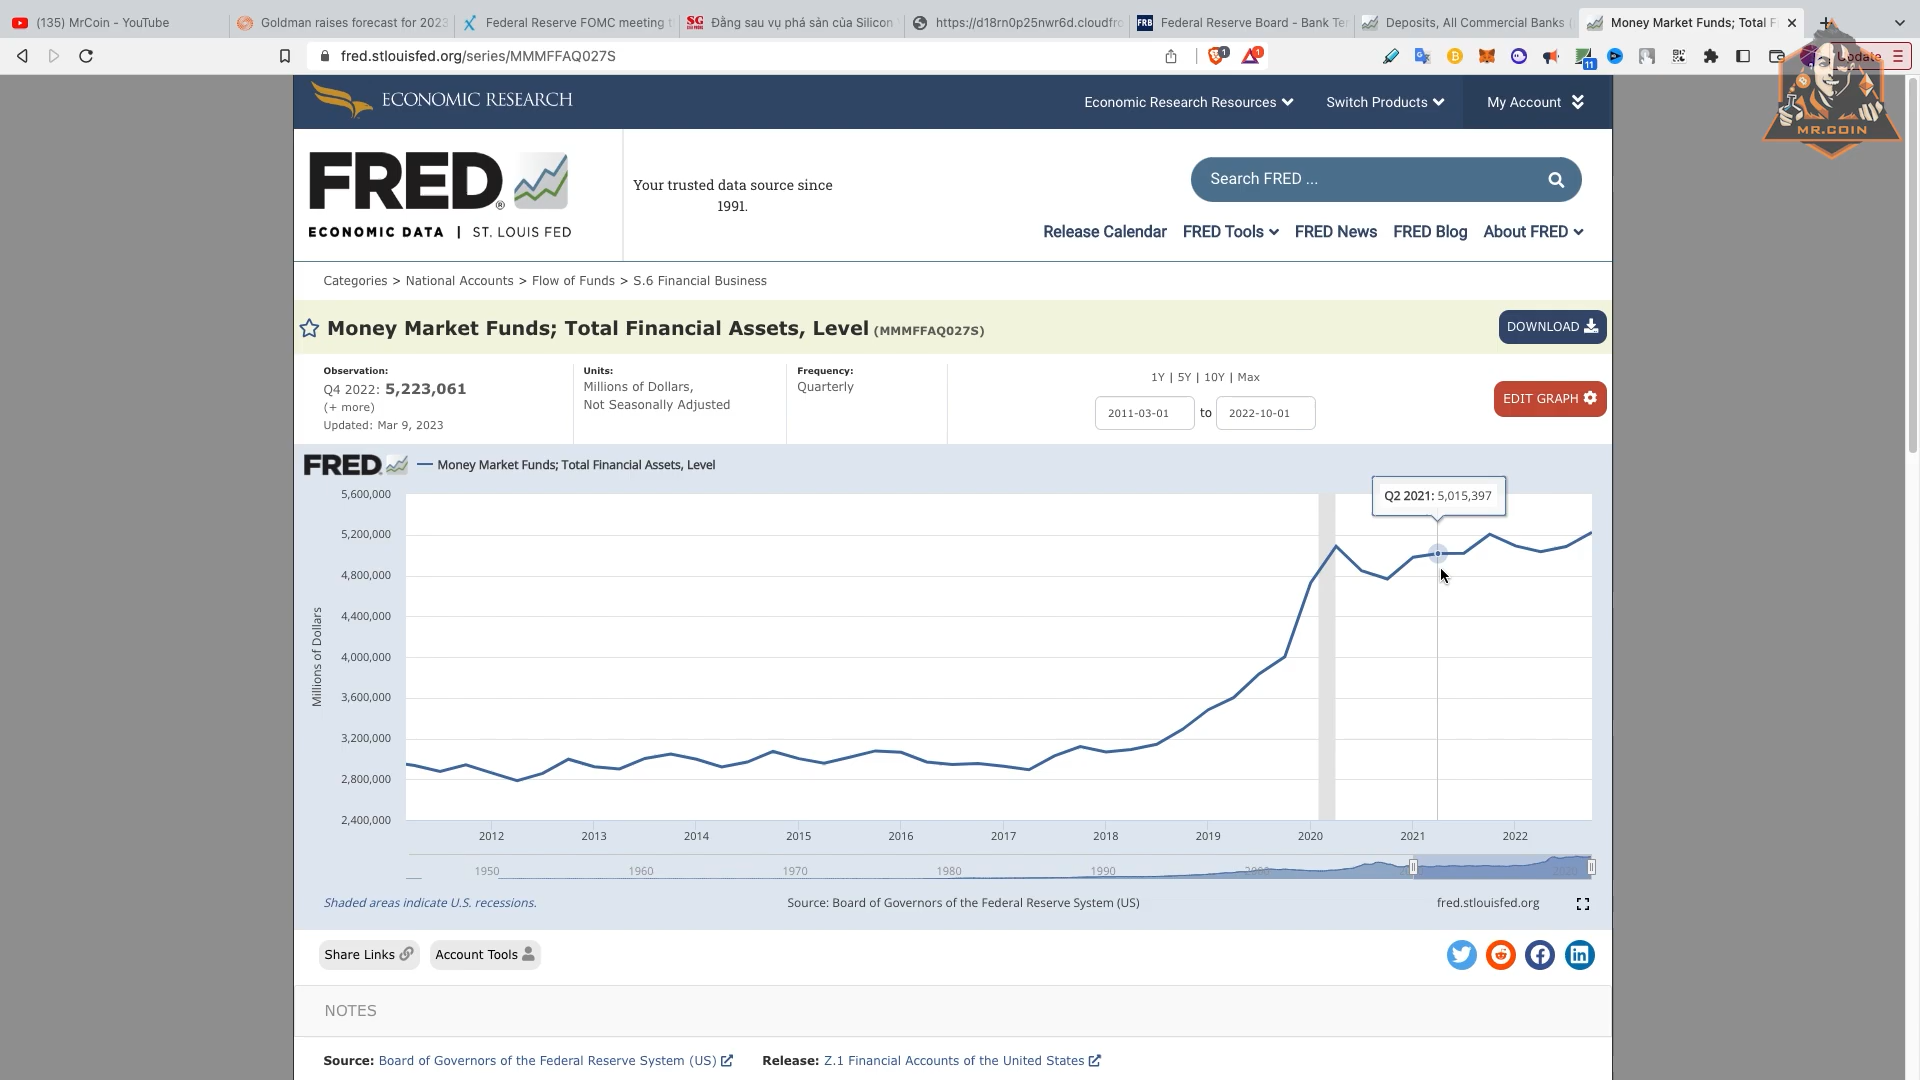 (135) MrCoin - YouTube
Goldman raises forecast for 2023
Federal Reserve FOMC meeting t
Đằng sau vụ phá sản của Silicon
https://d18rn0p25nwr6d.cloudfro
FRB
Federal Reserve Board - Bank Ter
Deposits, All Commercial Banks (
Money Market Funds; Total F
fred.stlouisfed.org/series/MMMFFAQ027S
1
1
11
Update
MR.COIN
ECONOMIC RESEARCH
Economic Research Resources
Switch Products
My Account
FRED
ECONOMIC DATA | ST. LOUIS FED
Your trusted data source since
1991.
Search FRED ...
Release Calendar
FRED Tools
FRED News
FRED Blog
About FRED
Categories > National Accounts > Flow of Funds > S.6 Financial Business
Money Market Funds; Total Financial Assets, Level (MMMFFAQ027S)
DOWNLOAD
Observation:
Q4 2022: 5,223,061
(+ more)
Updated: Mar 9, 2023
Units:
Millions of Dollars,
Not Seasonally Adjusted
Frequency:
Quarterly
1Y | 5Y | 10Y | Max
2011-03-01 to 2022-10-01
EDIT GRAPH
FRED
Money Market Funds; Total Financial Assets, Level
Q2 2021: 5,015,397
Millions of Dollars
5,600,000
5,200,000
4,800,000
4,400,000
4,000,000
3,600,000
3,200,000
2,800,000
2,400,000
2012 2013 2014 2015 2016 2017 2018 2019 2020 2021 2022
1950 1960 1970 1980 1990 2000 2020
Shaded areas indicate U.S. recessions.
Source: Board of Governors of the Federal Reserve System (US)
fred.stlouisfed.org
Share Links
Account Tools
NOTES
Source: Board of Governors of the Federal Reserve System (US)
Release: Z.1 Financial Accounts of the United States